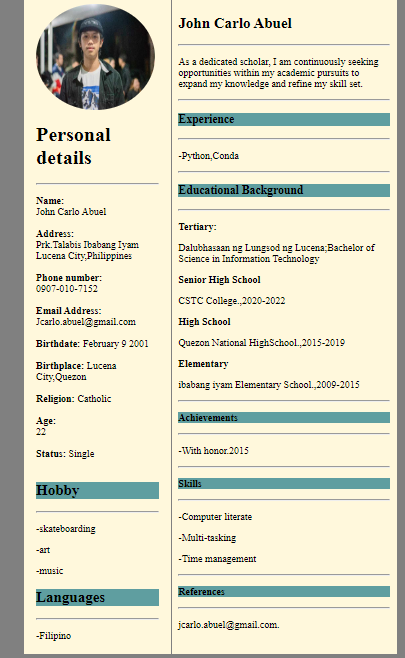 Personal
details
Name:
John Carlo Abuel
Address:
Prk.Talabis Ibabang Iyam
Lucena City,Philippines
Phone number:
0907-010-7152
Email Address:
Jcarlo.abuel@gmail.com
Birthdate: February 9 2001
Birthplace: Lucena
City,Quezon
Religion: Catholic
Age:
22
Status: Single
Hobby
-skateboarding
-art
-music
Languages
-Filipino
John Carlo Abuel
As a dedicated scholar, I am continuously seeking
opportunities within my academic pursuits to
expand my knowledge and refine my skill set.
Experience
-Python,Conda
Educational Background
Tertiary:
Dalubhasaan ng Lungsod ng Lucena;Bachelor of
Science in Information Technology
Senior High School
CSTC College.,2020-2022
High School
Quezon National HighSchool.,2015-2019
Elementary
ibabang iyam Elementary School.,2009-2015
Achievements
-With honor.2015
Skills
-Computer literate
-Multi-tasking
-Time management
References
jcarlo.abuel@gmail.com.